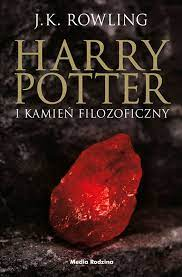 J.K. ROWLING
HARRY
POTTER
I KAMIEŃ FILOZOFICZNY
Media Rodzina